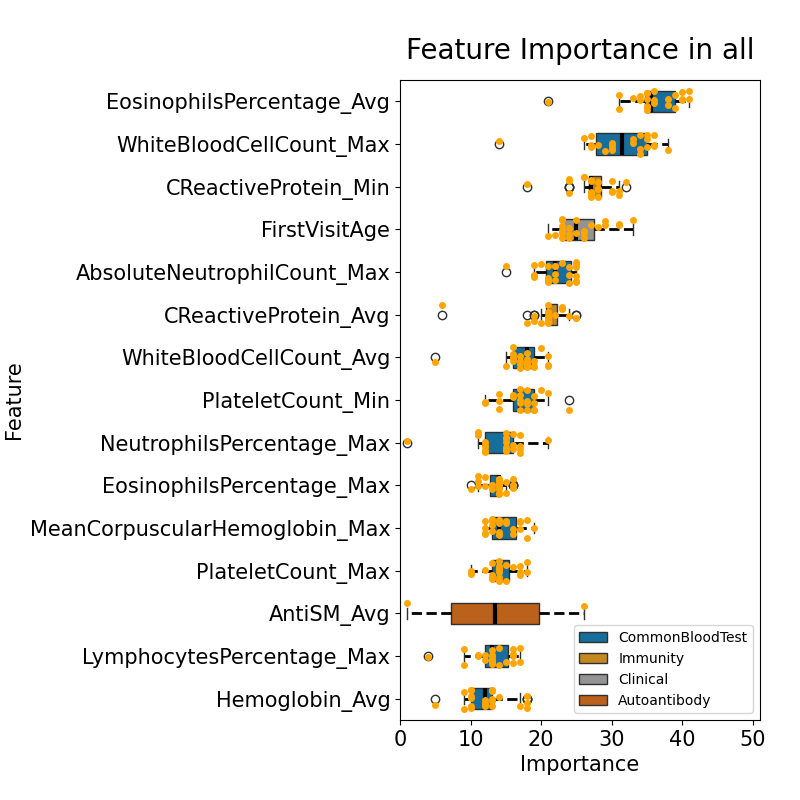 Feature Importance in all
EosinophilsPercentage_Avg
WhiteBloodCellCount_Max
CReactiveProtein_Min
FirstVisitAge
AbsoluteNeutrophilCount_Max
CReactiveProtein_Avg
WhiteBloodCellCount_Avg
PlateletCount_Min
NeutrophilsPercentage_Max
EosinophilsPercentage_Max
MeanCorpuscularHemoglobin_Max
PlateletCount_Max
AntiSM_Avg
LymphocytesPercentage_Max
Hemoglobin_Avg
Feature
CommonBloodTest
Immunity
Clinical
Autoantibody
0 10 20 30 40 50
Importance